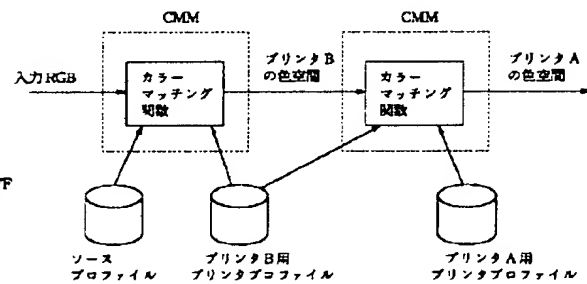 CMM
CMM
入力RGB
カラー
マッチング
関数
プリンタB
の色空間
カラー
マッチング
関数
プリンタA
の色空間
ソース
プロファイル
プリンタB用
プリンタプロファイル
プリンタA用
プリンタプロファイル